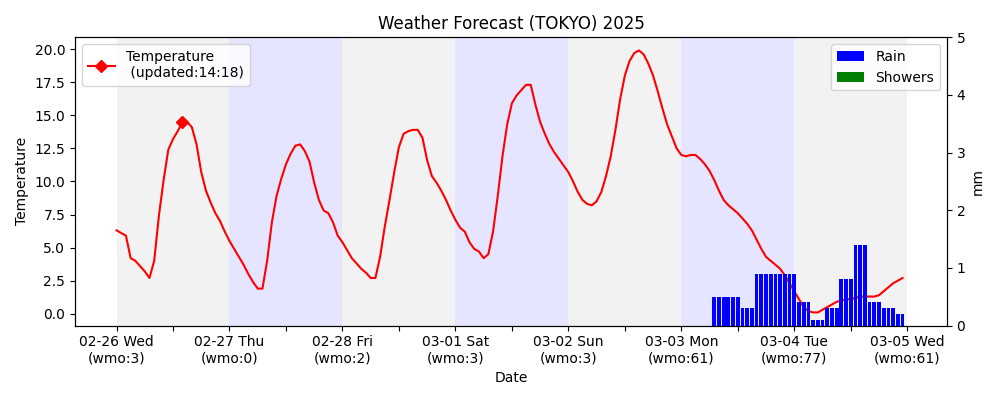 Weather Forecast (TOKYO) 2025
Temperature
(updated:14:18)
Rain
Showers
20.0
17.5
15.0
12.5
10.0
7.5
5.0
2.5
0.0
Temperature
5
4
3
2
1
0
mm
02-26 Wed
(wmo:3)
02-27 Thu
(wmo:0)
02-28 Fri
(wmo:2)
03-01 Sat
(wmo:3)
03-02 Sun
(wmo:3)
03-03 Mon
(wmo:61)
03-04 Tue
(wmo:77)
03-05 Wed
(wmo:61)
Date